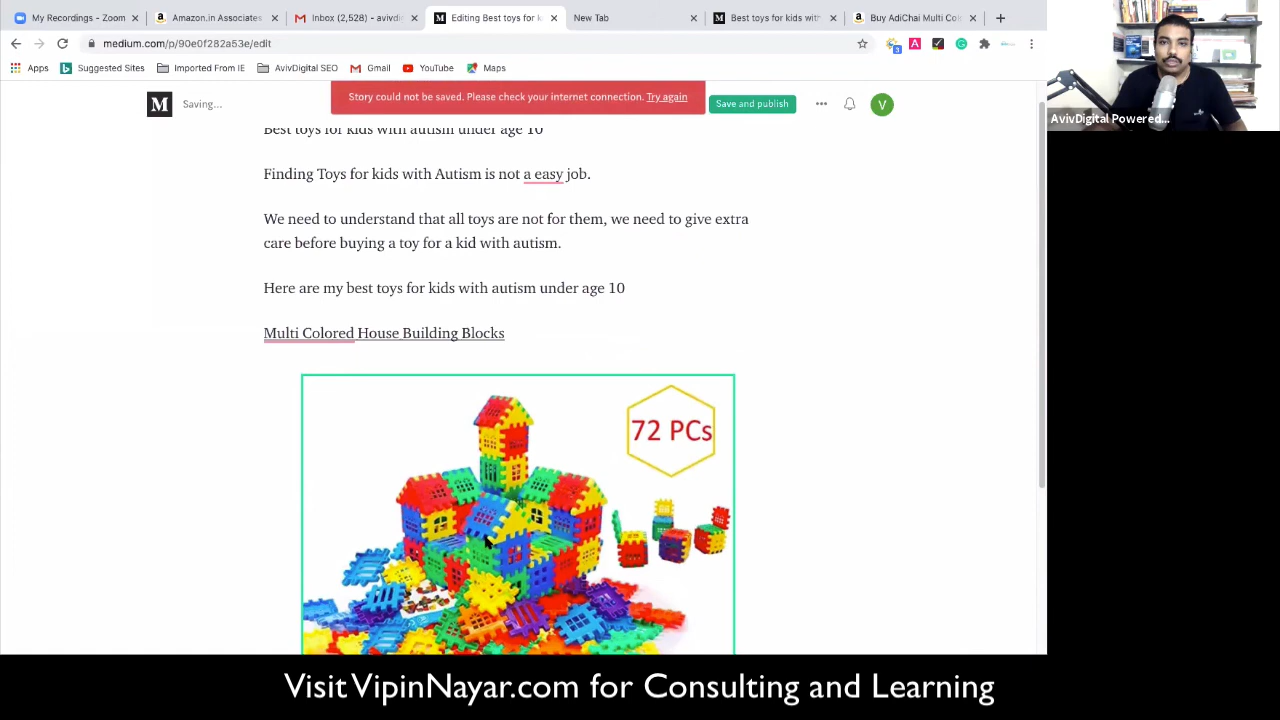 My Recordings - Zoom
Amazon.in Associates
Inbox (2,528) - avivdi
Editing Best toys for k
New Tab
Best toys for kids with
Buy AdiChai Multi Col
medium.com/p/90e0f282a53e/edit
Apps
Suggested Sites
Imported From IE
AvivDigital SEO
Gmail
YouTube
Maps
M
Saving...
Story could not be saved. Please check your internet connection. Try again
Save and publish
V
AvivDigital Powered...
Best toys for kids with autism under age 10
Finding Toys for kids with Autism is not a easy job.
We need to understand that all toys are not for them, we need to give extra
care before buying a toy for a kid with autism.
Here are my best toys for kids with autism under age 10
Multi Colored House Building Blocks
72 PCs
Visit VipinNayar.com for Consulting and Learning